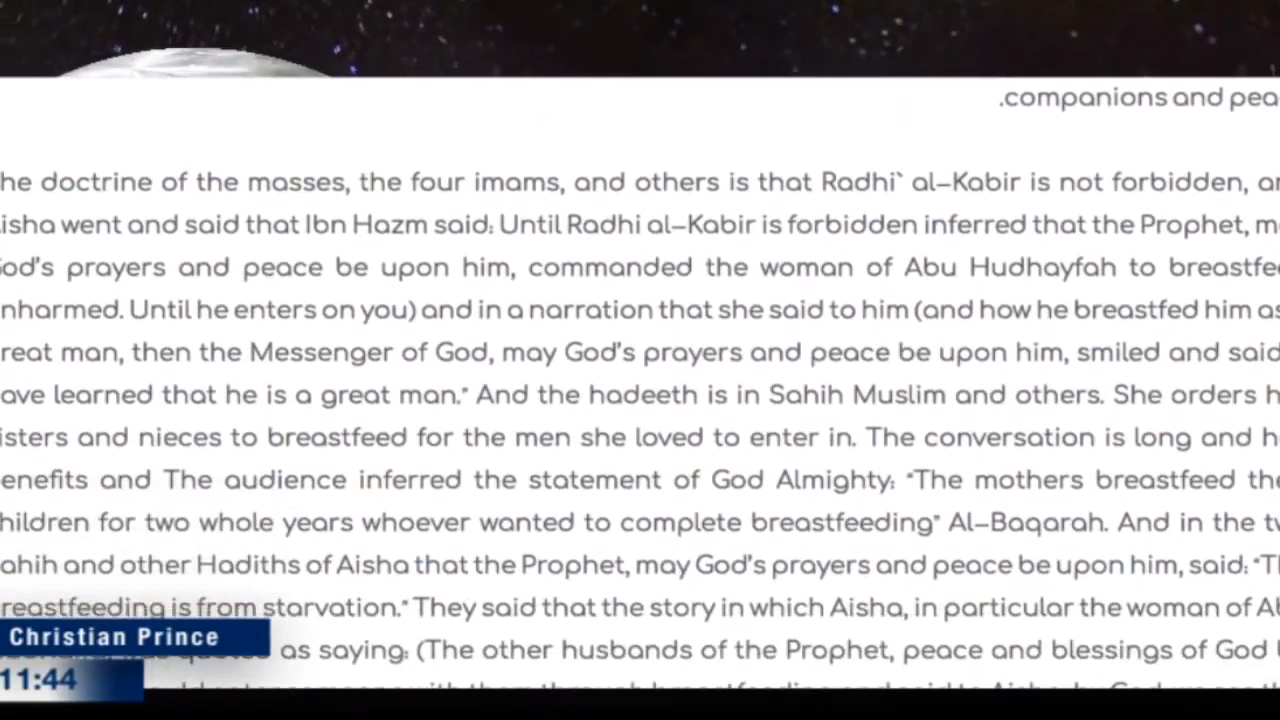 .companions and pea
he doctrine of the masses, the four imams, and others is that Radhi` al-Kabir is not forbidden, an
isha went and said that Ibn Hazm said: Until Radhi al-Kabir is forbidden inferred that the Prophet, m
God's prayers and peace be upon him, commanded the woman of Abu Hudhayfah to breastfe
nharmed. Until he enters on you) and in a narration that she said to him (and how he breastfed him as
reat man, then the Messenger of God, may God's prayers and peace be upon him, smiled and said
ave learned that he is a great man." And the hadeeth is in Sahih Muslim and others. She orders h
isters and nieces to breastfeed for the men she loved to enter in. The conversation is long and h
enefits and The audience inferred the statement of God Almighty: "The mothers breastfeed the
hildren for two whole years whoever wanted to complete breastfeeding" Al-Baqarah. And in the tw
ahih and other Hadiths of Aisha that the Prophet, may God's prayers and peace be upon him, said: "Th
reastfeeding is from starvation." They said that the story in which Aisha, in particular the woman of Ab
as saying: (The other husbands of the Prophet, peace and blessings of God
Christian Prince
11:44